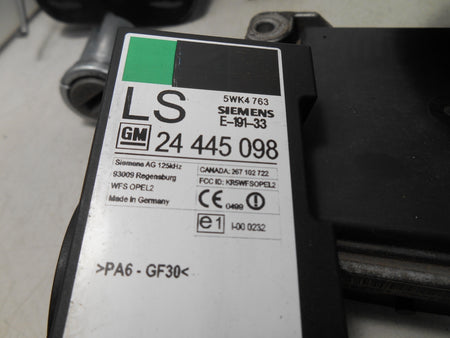 5WK4 763
LS
SIEMENS
E-191-33
GM 24 445 098
Siemens AG 125kHz
93009 Regensburg
WFS OPEL2
Made in Germany
CANADA: 267 102 722
FCC ID: KR5WFSOPEL2
CE 0499
e1 I-00 0232
>PA6 - GF30<